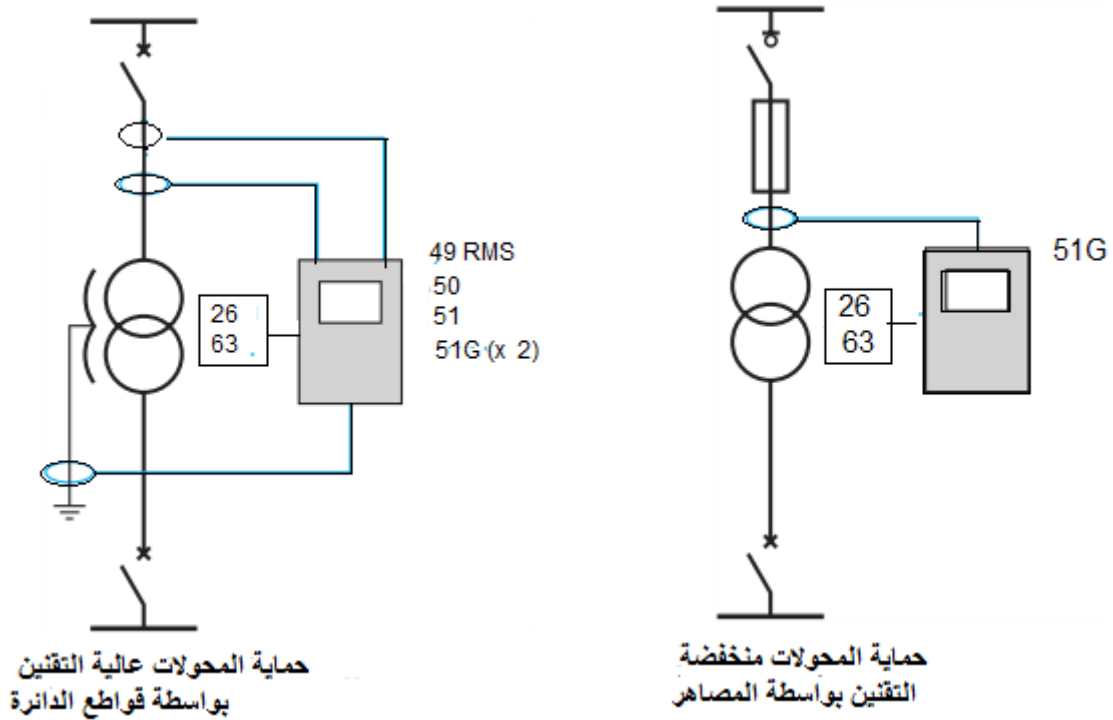 49 RMS
50
51
51G (x 2)
26
63
حماية المحولات عالية التقنين
بواسطة قواطع الدائرة
51G
26
63
حماية المحولات منخفضة
التقنين بواسطة المصاهر